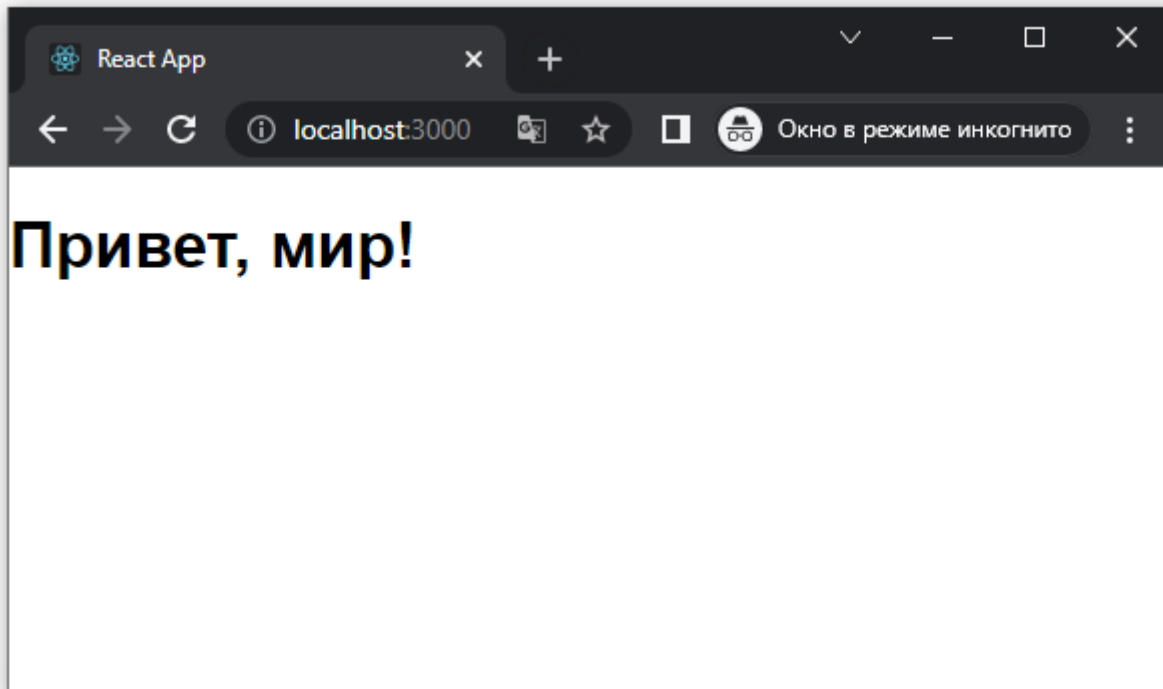 React App
localhost:3000
Окно в режиме инкогнито
Привет, мир!